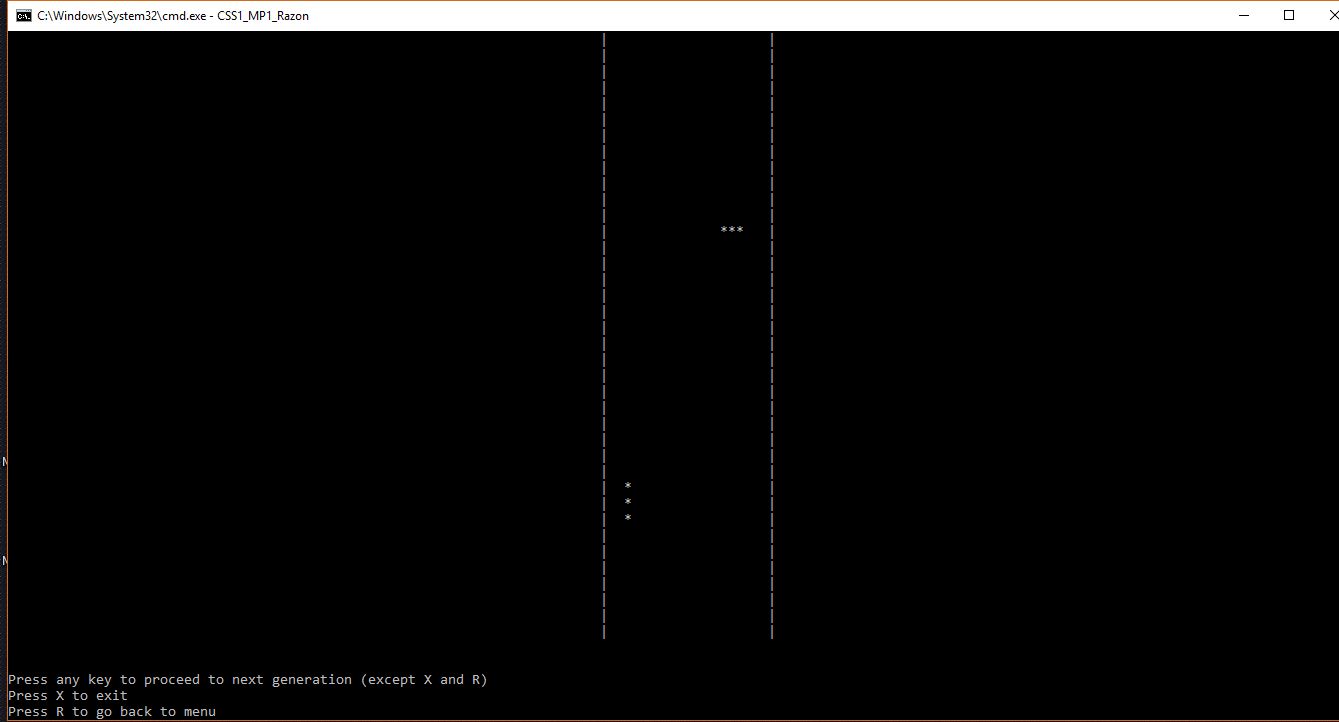 C:\Windows\System32\cmd.exe - CSS1_MP1_Razon
***
*
*
*
Press any key to proceed to next generation (except X and R)
Press X to exit
Press R to go back to menu